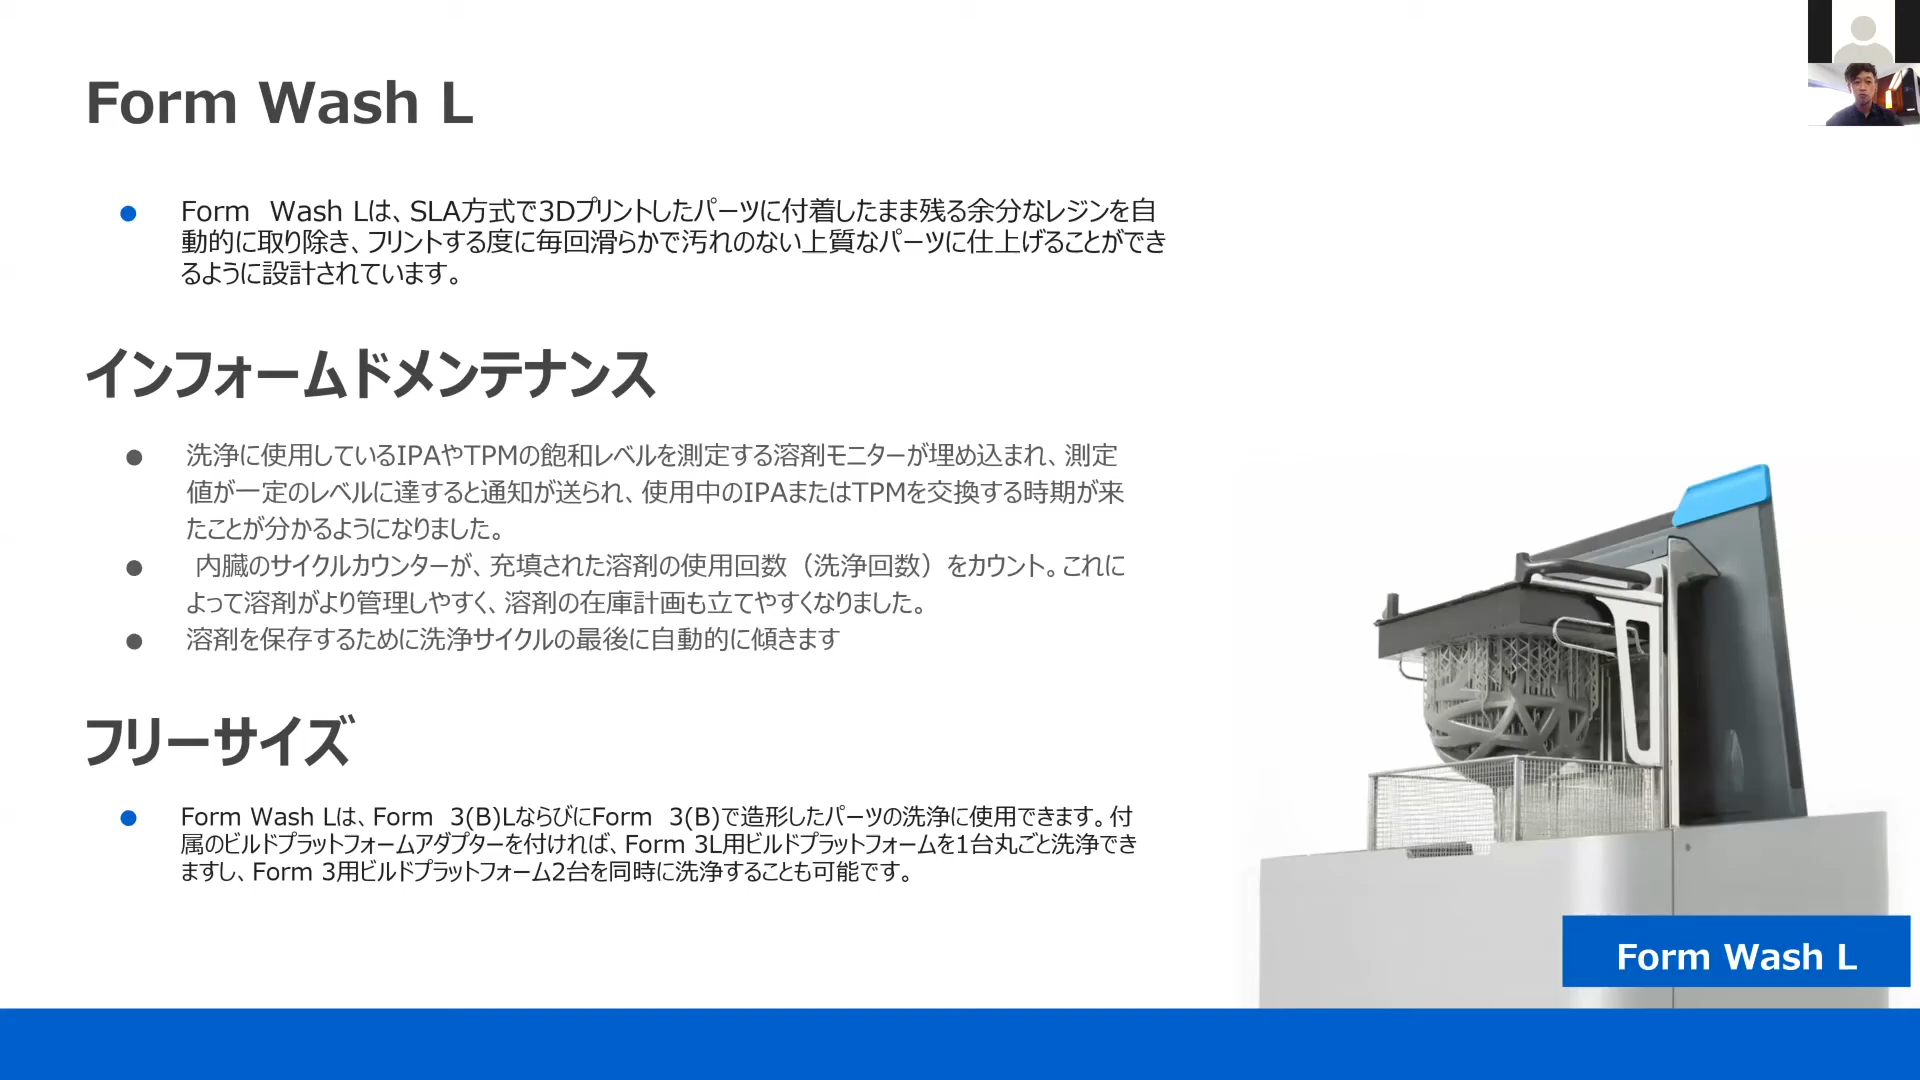 Form Wash L
Form Wash Lは、SLA方式で3Dプリントしたパーツに付着したまま残る余分なレジンを自
動的に取り除き、フリントする度に毎回滑らかで汚れのない上質なパーツに仕上げることができ
るように設計されています。
インフォームドメンテナンス
洗浄に使用しているIPAやTPMの飽和レベルを測定する溶剤モニターが埋め込まれ、測定
値が一定のレベルに達すると通知が送られ、使用中のIPAまたはTPMを交換する時期が来
たことが分かるようになりました。
内臓のサイクルカウンターが、充填された溶剤の使用回数（洗浄回数）をカウント。これに
よって溶剤がより管理しやすく、溶剤の在庫計画も立てやすくなりました。
溶剤を保存するために洗浄サイクルの最後に自動的に傾きます
フリーサイズ
Form Wash Lは、Form 3(B)LならびにForm 3(B)で造形したパーツの洗浄に使用できます。付
属のビルドプラットフォームアダプターを付ければ、Form 3L用ビルドプラットフォームを1台丸ごと洗浄でき
ますし、Form 3用ビルドプラットフォーム2台を同時に洗浄することも可能です。
Form Wash L